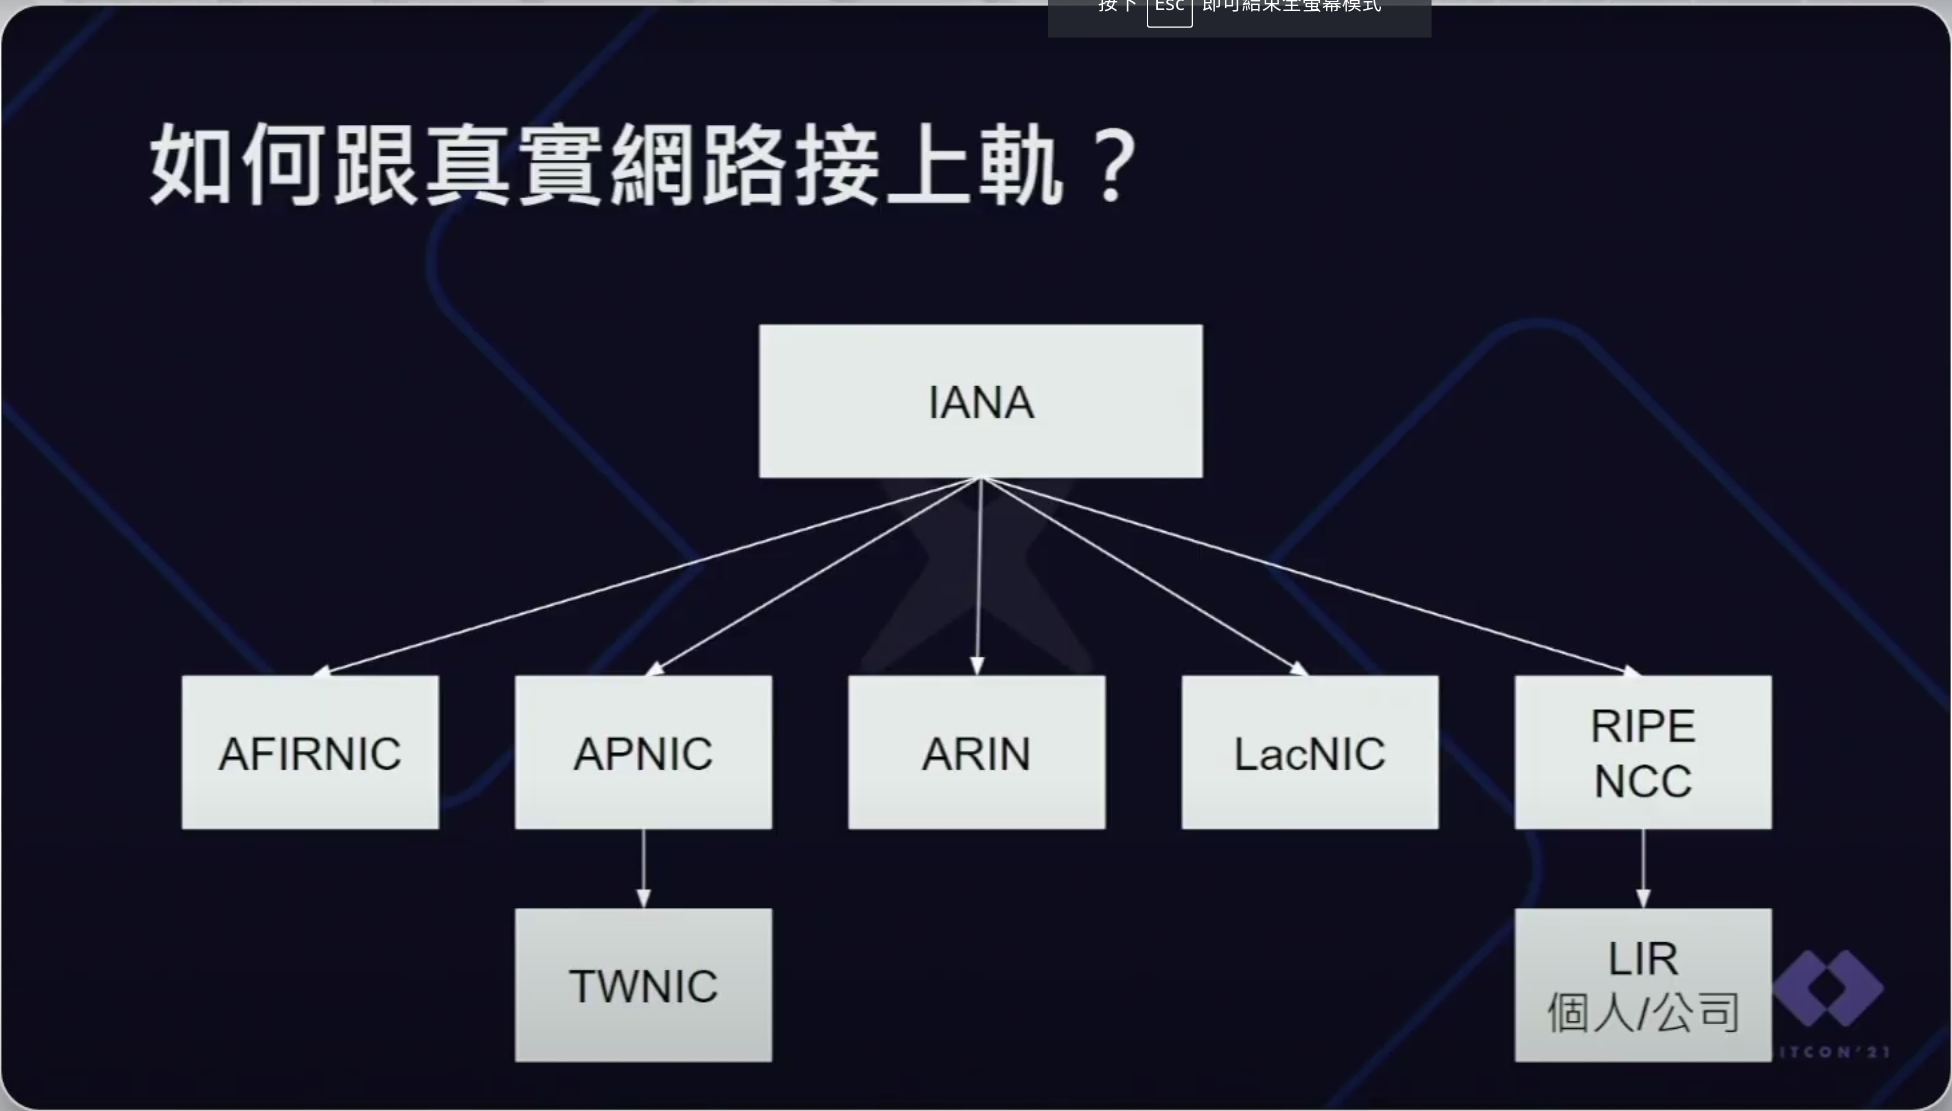 按下 Esc 即可結束全螢幕模式
如何跟真實網路接上軌？
IANA
AFIRNIC
APNIC
ARIN
LacNIC
RIPE
NCC
TWNIC
LIR
個人/公司
ITCON'21